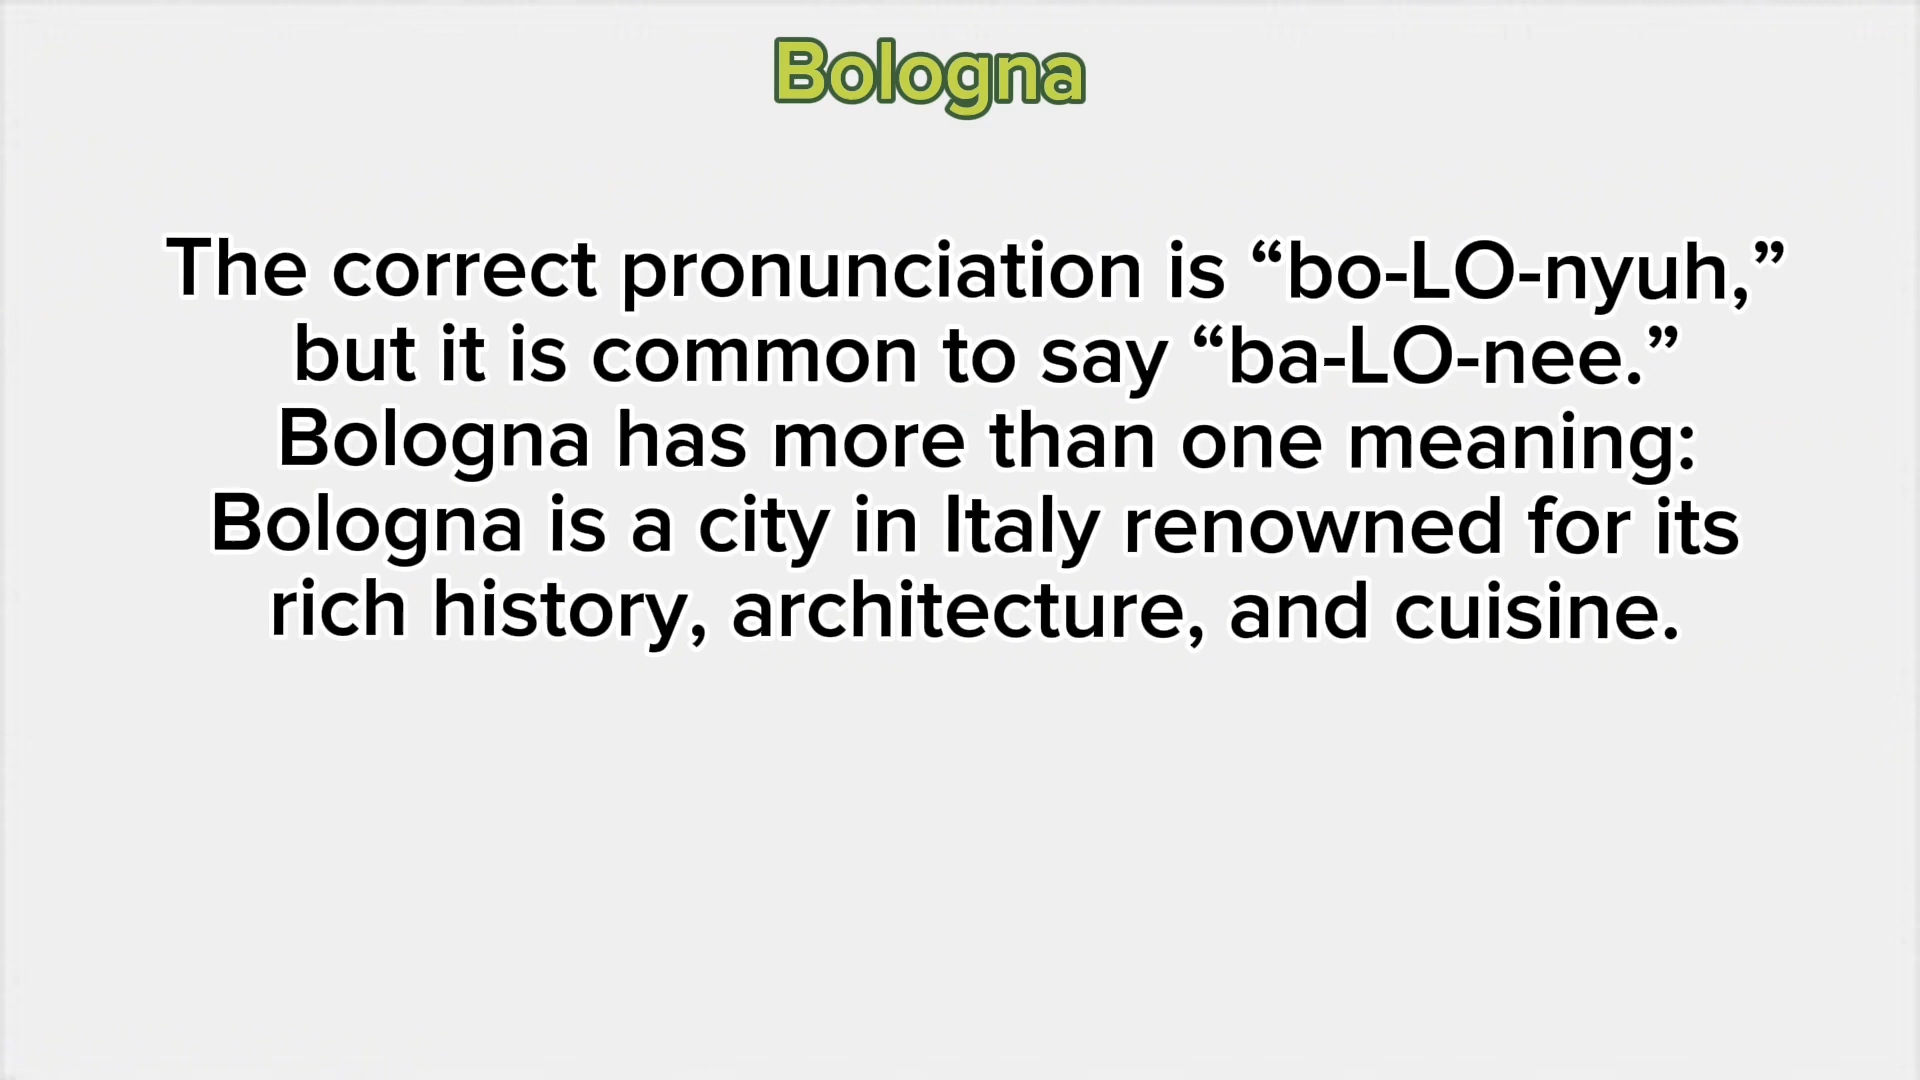 Bologna
The correct pronunciation is “bo-LO-nyuh,”
but it is common to say “ba-LO-nee.”
Bologna has more than one meaning:
Bologna is a city in Italy renowned for its
rich history, architecture, and cuisine.